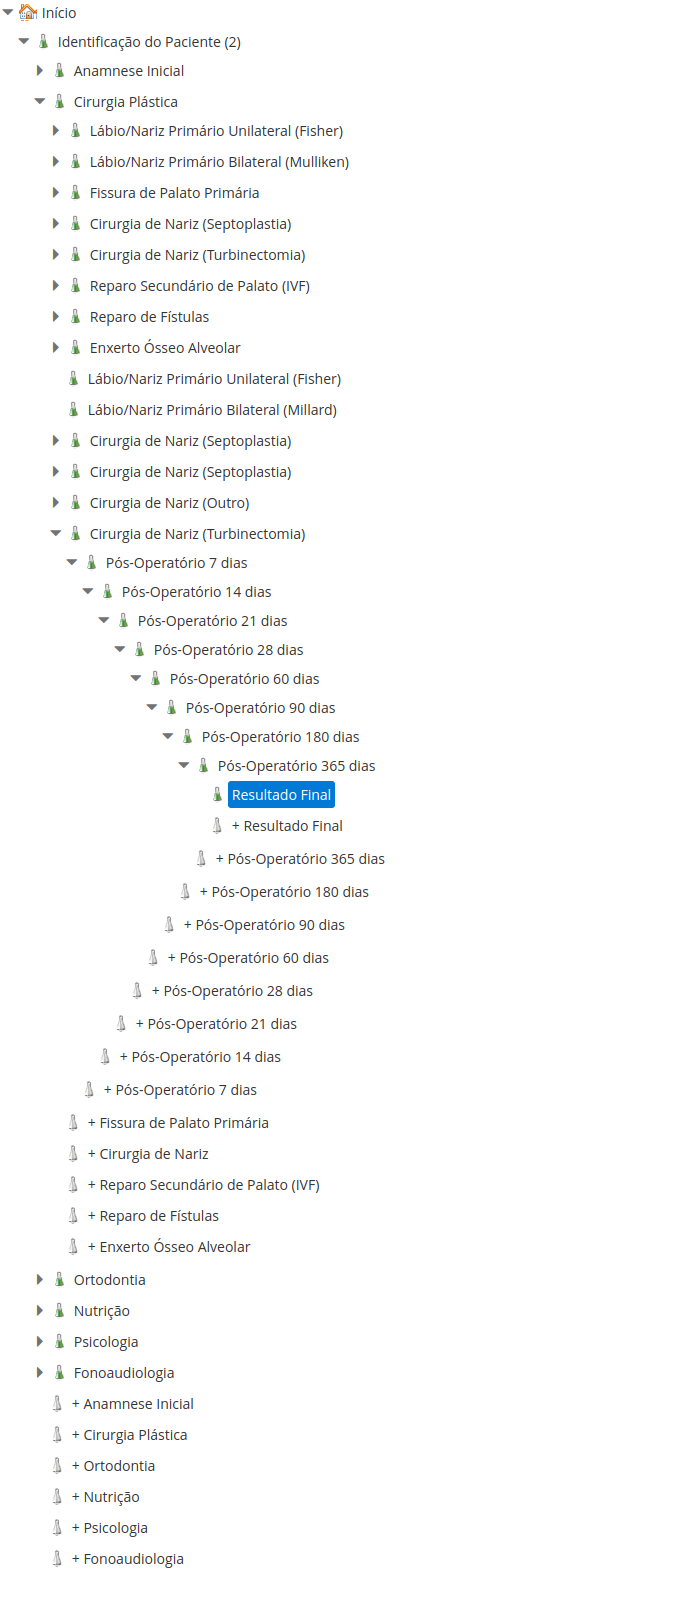 Início
Identificação do Paciente (2)
Anamnese Inicial
Cirurgia Plástica
Lábio/Nariz Primário Unilateral (Fisher)
Lábio/Nariz Primário Bilateral (Mulliken)
Fissura de Palato Primária
Cirurgia de Nariz (Septoplastia)
Cirurgia de Nariz (Turbinectomia)
Reparo Secundário de Palato (IVF)
Reparo de Fístulas
Enxerto Ósseo Alveolar
Lábio/Nariz Primário Unilateral (Fisher)
Lábio/Nariz Primário Bilateral (Millard)
Cirurgia de Nariz (Septoplastia)
Cirurgia de Nariz (Septoplastia)
Cirurgia de Nariz (Outro)
Cirurgia de Nariz (Turbinectomia)
Pós-Operatório 7 dias
Pós-Operatório 14 dias
Pós-Operatório 21 dias
Pós-Operatório 28 dias
Pós-Operatório 60 dias
Pós-Operatório 90 dias
Pós-Operatório 180 dias
Pós-Operatório 365 dias
Resultado Final
+ Resultado Final
+ Pós-Operatório 365 dias
+ Pós-Operatório 180 dias
+ Pós-Operatório 90 dias
+ Pós-Operatório 60 dias
+ Pós-Operatório 28 dias
+ Pós-Operatório 21 dias
+ Pós-Operatório 14 dias
+ Pós-Operatório 7 dias
+ Fissura de Palato Primária
+ Cirurgia de Nariz
+ Reparo Secundário de Palato (IVF)
+ Reparo de Fístulas
+ Enxerto Ósseo Alveolar
Ortodontia
Nutrição
Psicologia
Fonoaudiologia
+ Anamnese Inicial
+ Cirurgia Plástica
+ Ortodontia
+ Nutrição
+ Psicologia
+ Fonoaudiologia